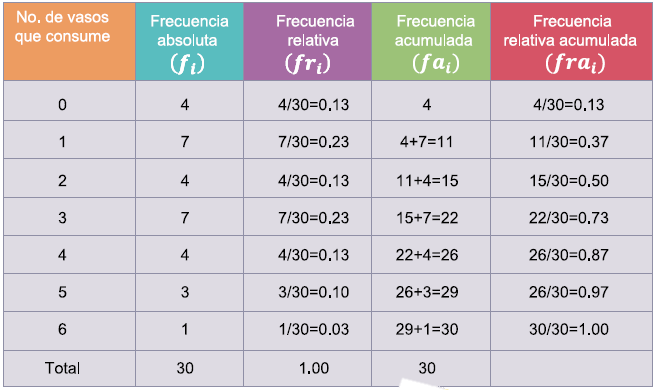 No. de vasos que consume | Frecuencia absoluta (fᵢ) | Frecuencia relativa (frᵢ) | Frecuencia acumulada (faᵢ) | Frecuencia relativa acumulada (fraᵢ)
0 | 4 | 4/30=0.13 | 4 | 4/30=0.13
1 | 7 | 7/30=0.23 | 4+7=11 | 11/30=0.37
2 | 4 | 4/30=0.13 | 11+4=15 | 15/30=0.50
3 | 7 | 7/30=0.23 | 15+7=22 | 22/30=0.73
4 | 4 | 4/30=0.13 | 22+4=26 | 26/30=0.87
5 | 3 | 3/30=0.10 | 26+3=29 | 26/30=0.97
6 | 1 | 1/30=0.03 | 29+1=30 | 30/30=1.00
Total | 30 | 1.00 | 30